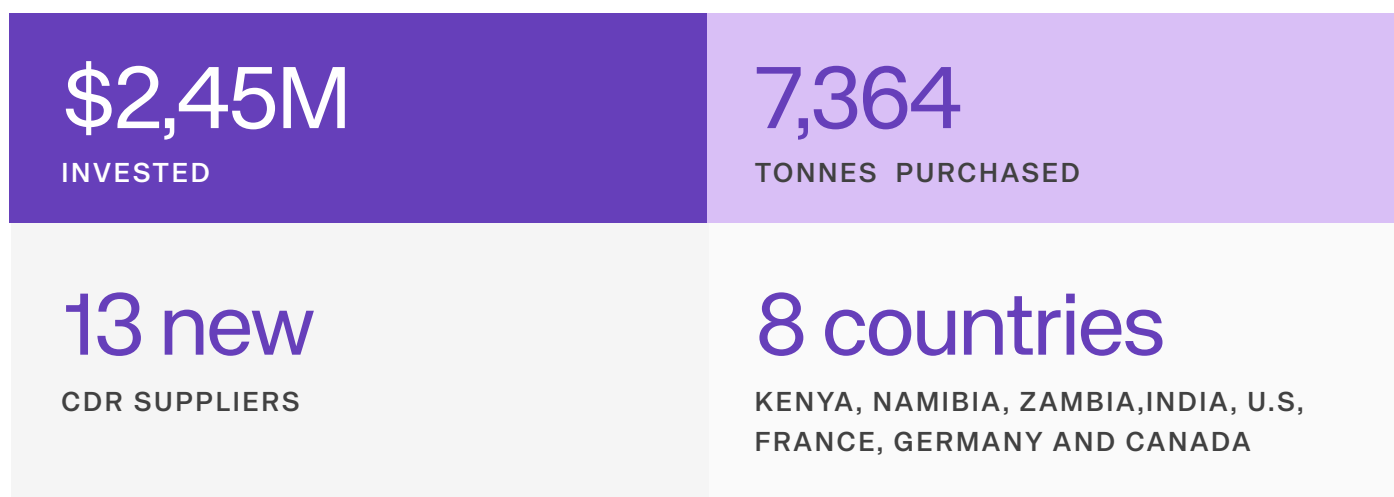 $2,45M
INVESTED
7,364
TONNES PURCHASED
13 new
CDR SUPPLIERS
8 countries
KENYA, NAMIBIA, ZAMBIA,INDIA, U.S,
FRANCE, GERMANY AND CANADA